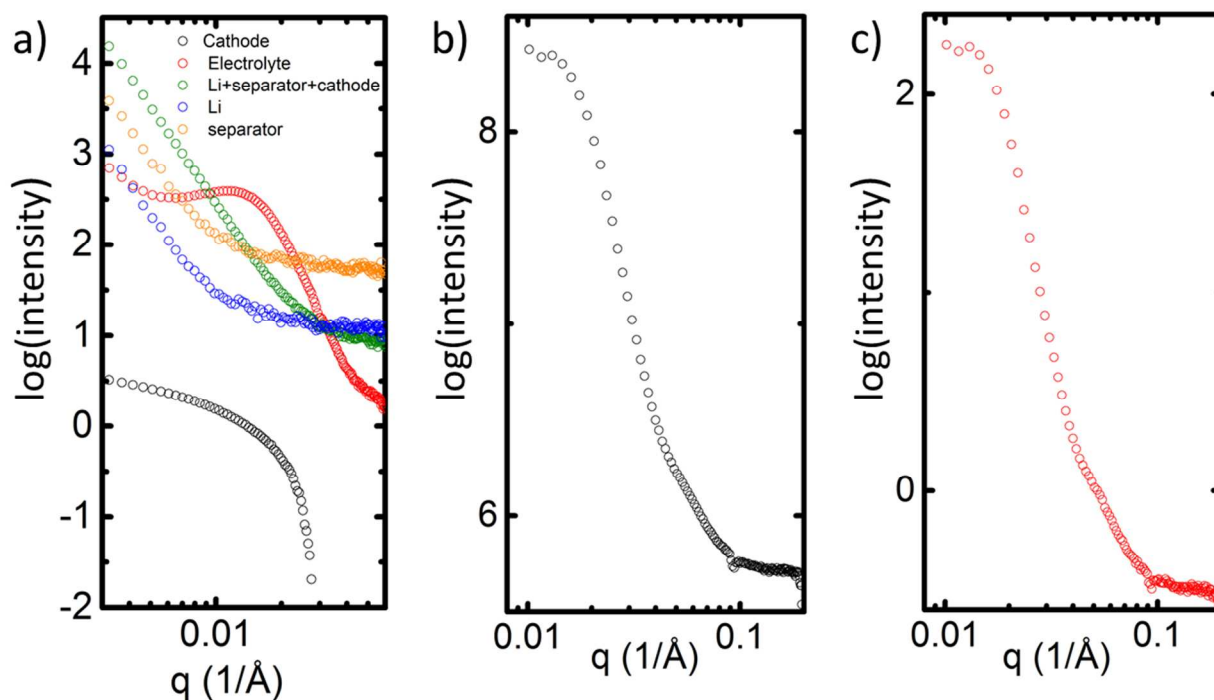 a)
Cathode
Electrolyte
Li+separator+cathode
Li
separator
4
3
2
1
0
-1
-2
log(intensity)
0.01
q (1/Å)
b)
8
6
log(intensity)
0.01 0.1
q (1/Å)
c)
2
0
log(intensity)
0.01 0.1
q (1/Å)